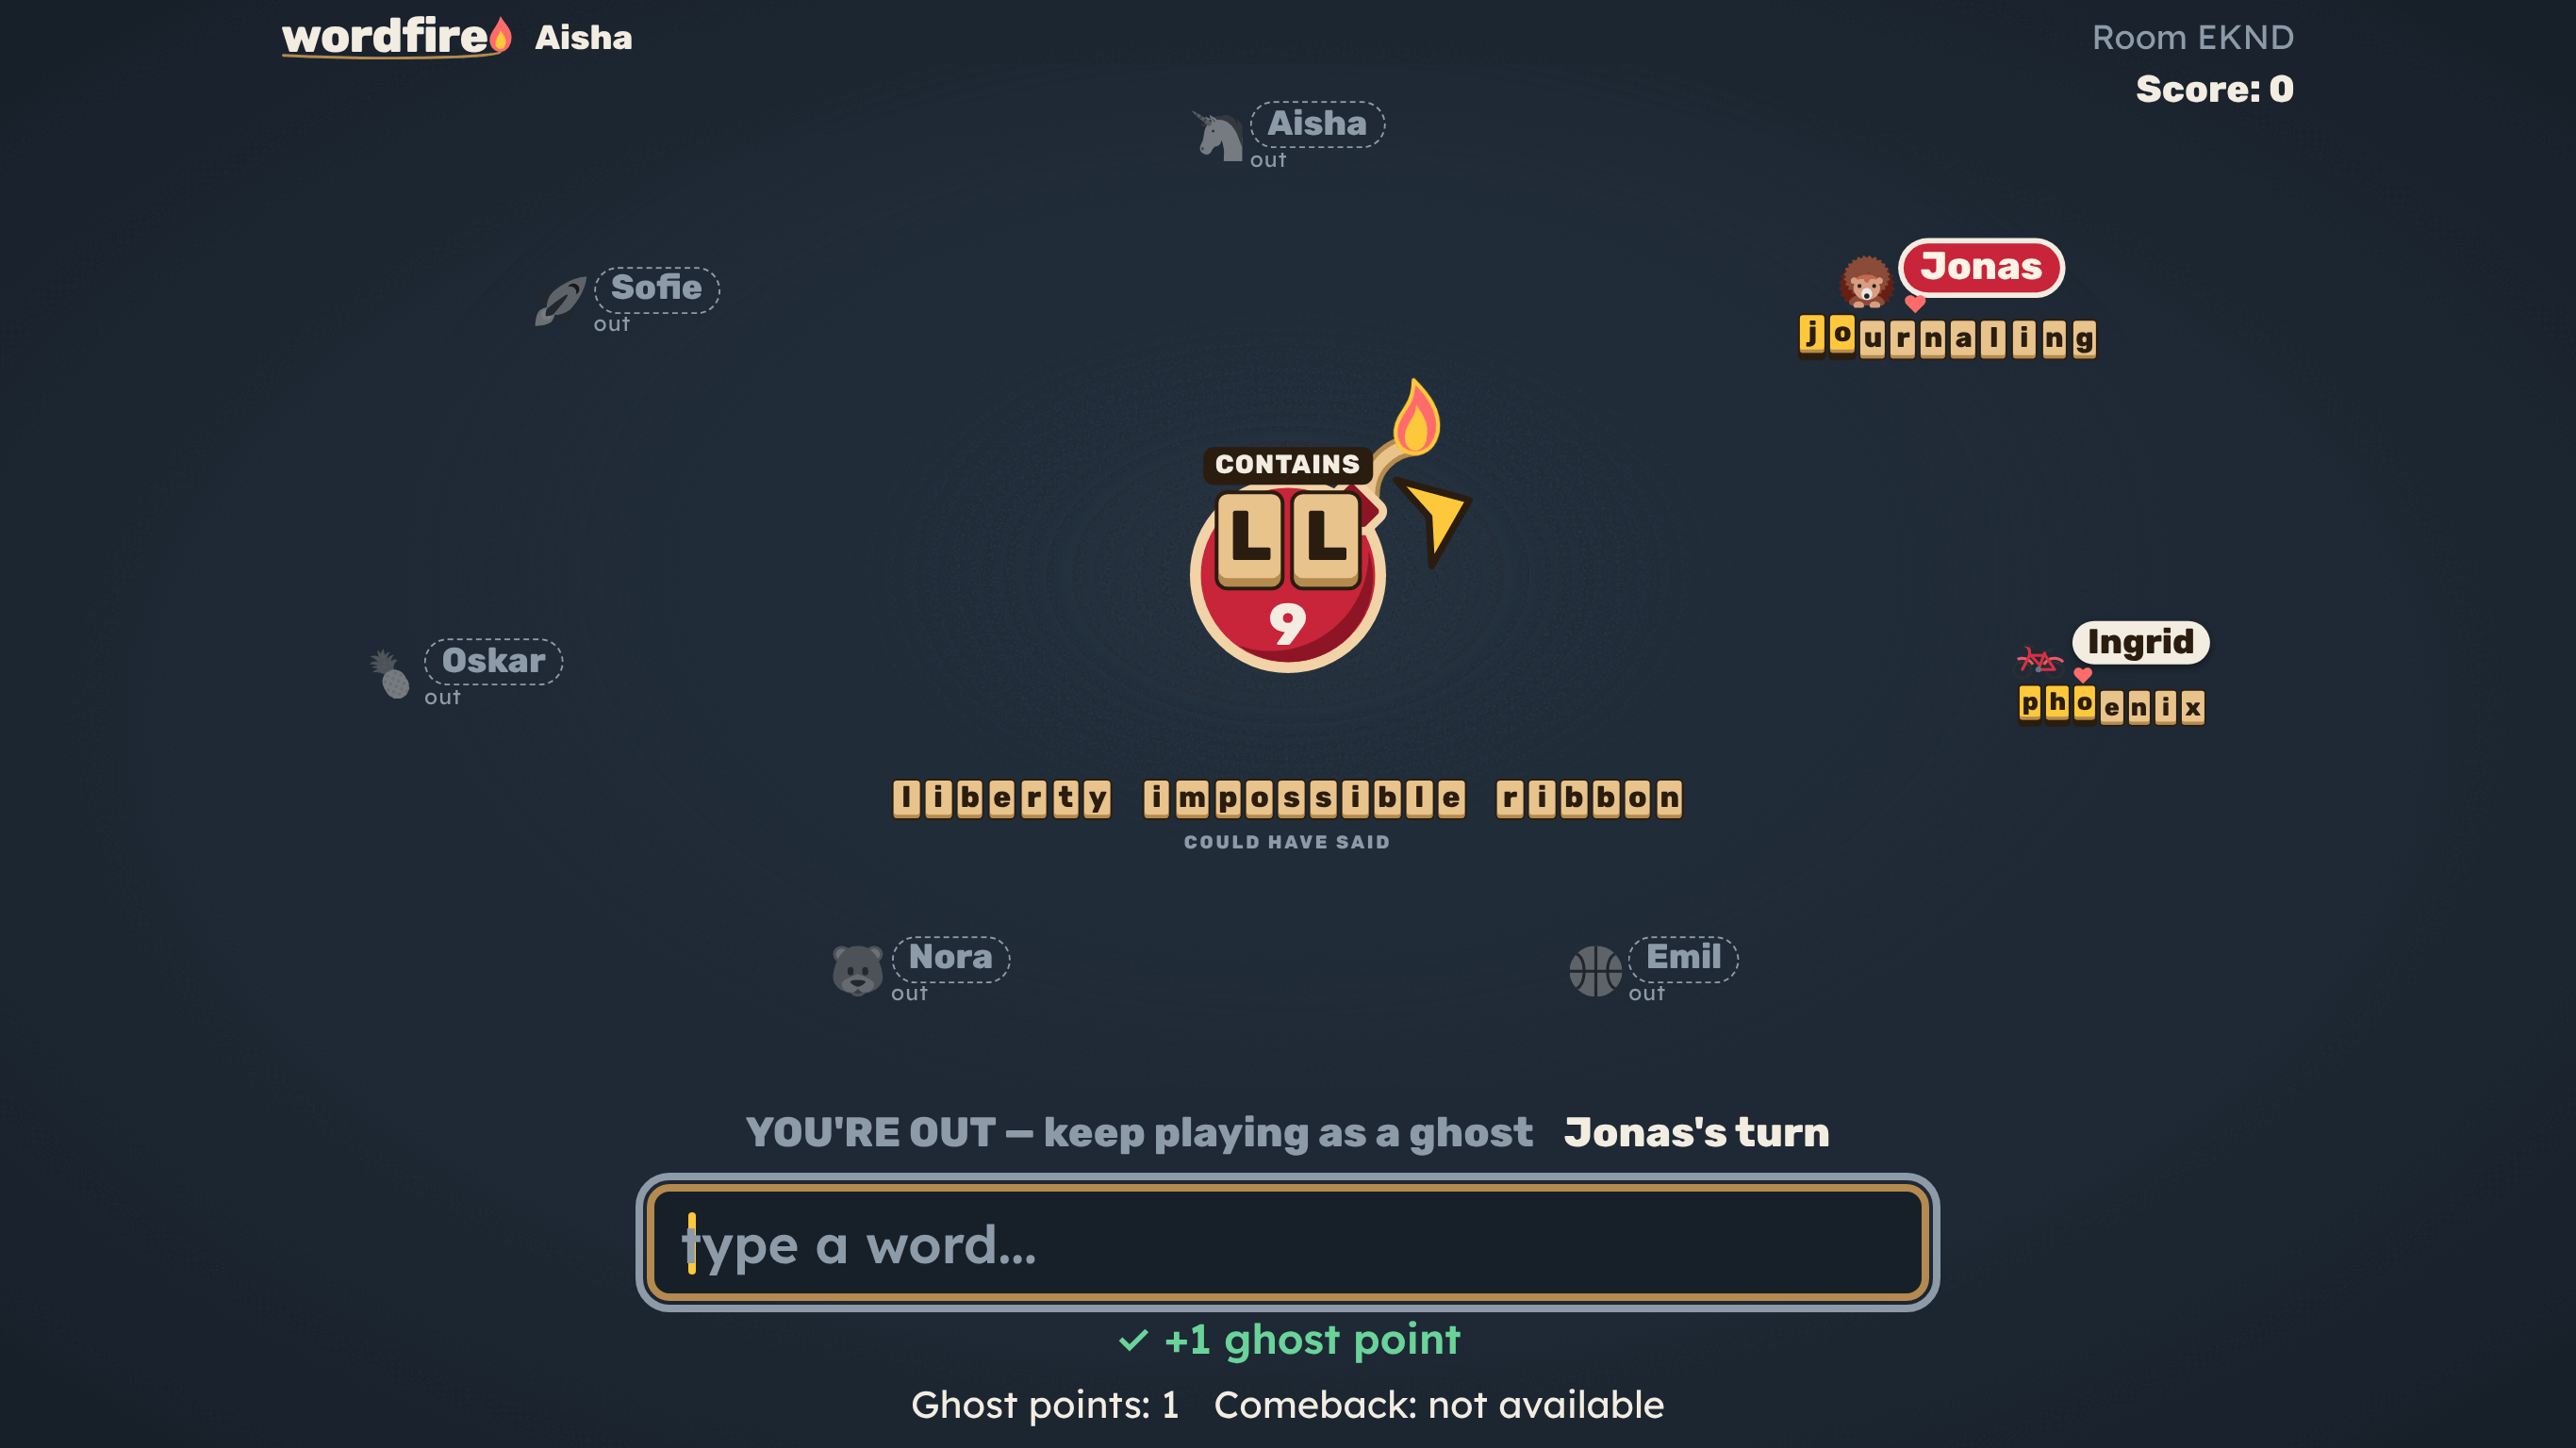 wordfire Aisha
Room EKND
Score: 0
Aisha
out
Jonas
journaling
Sofie
out
CONTAINS
LL
9
Oskar
out
Ingrid
phoenix
liberty impossible ribbon
COULD HAVE SAID
Nora
out
Emil
out
YOU'RE OUT — keep playing as a ghost Jonas's turn
type a word...
✓ +1 ghost point
Ghost points: 1 Comeback: not available